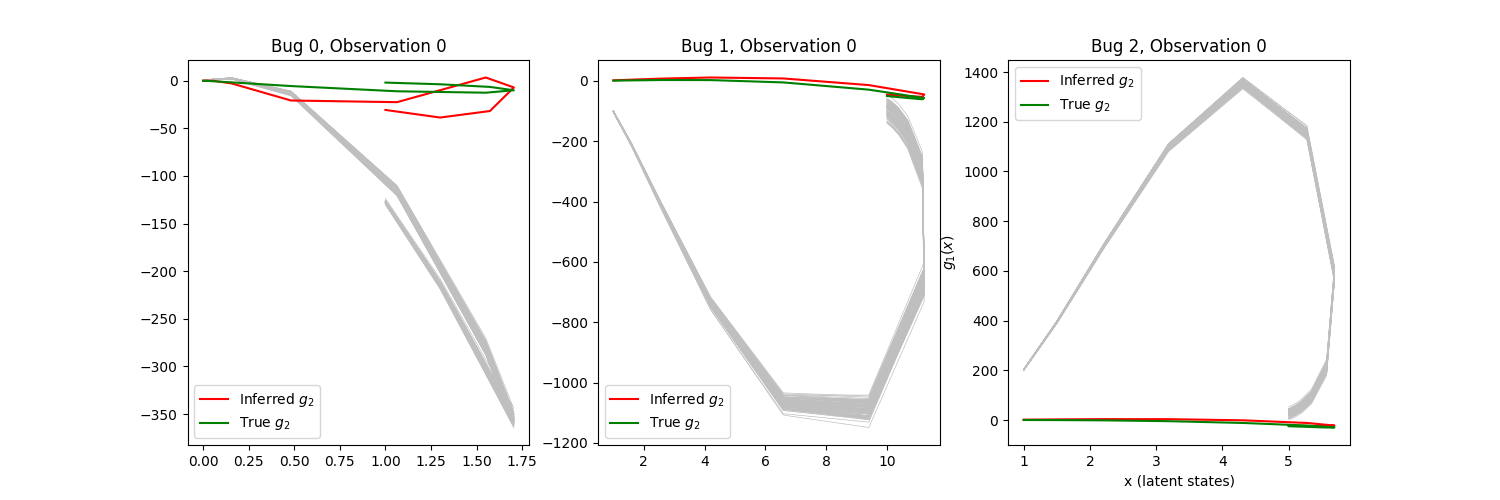 Bug 0, Observation 0
0
−50
−100
−150
−200
−250
−300
−350
0.00 0.25 0.50 0.75 1.00 1.25 1.50 1.75
Inferred g₂
True g₂
Bug 1, Observation 0
0
−200
−400
−600
−800
−1000
−1200
2 4 6 8 10
Inferred g₂
True g₂
Bug 2, Observation 0
g₁(x)
1400
1200
1000
800
600
400
200
0
1 2 3 4 5
x (latent states)
Inferred g₂
True g₂